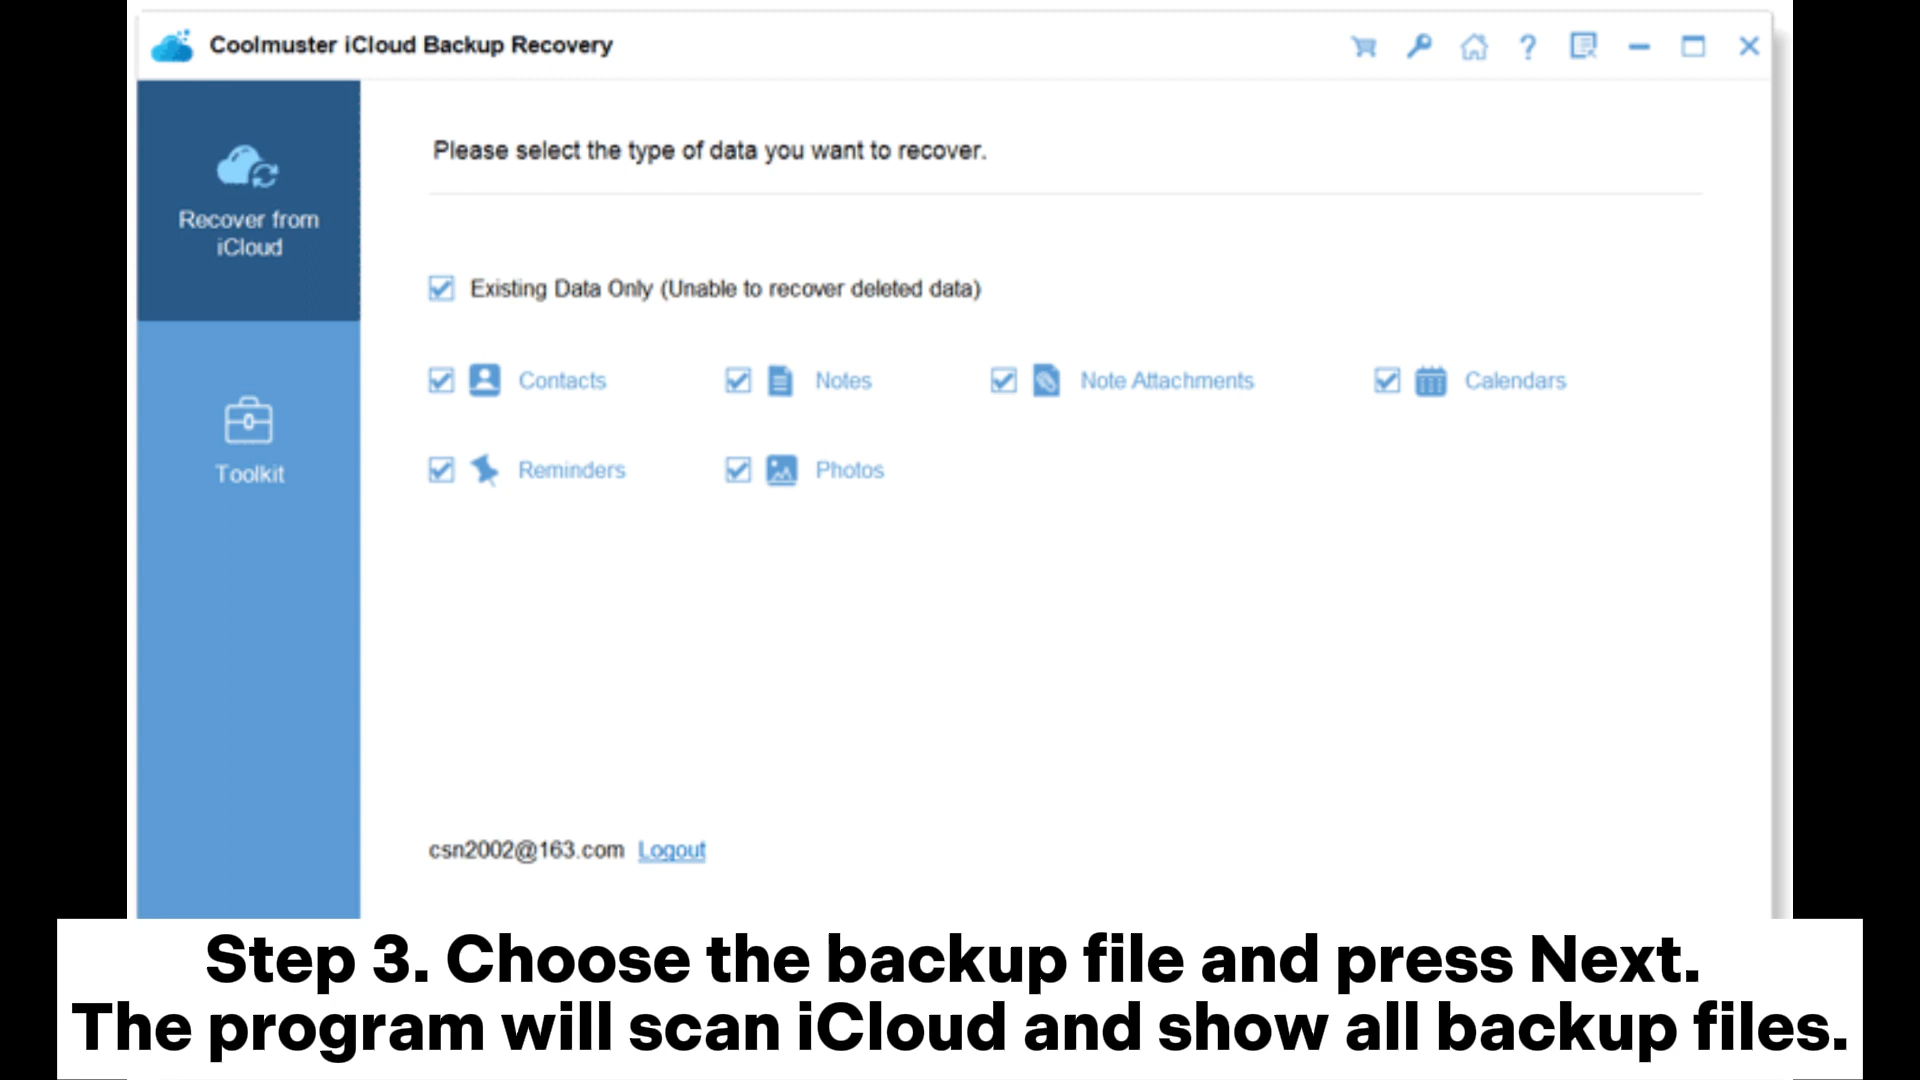 Coolmuster iCloud Backup Recovery
Recover from
iCloud
Toolkit
Please select the type of data you want to recover.
Existing Data Only (Unable to recover deleted data)
Contacts Notes Note Attachments Calendars
Reminders Photos
csn2002@163.com Logout
Step 3. Choose the backup file and press Next.
The program will scan iCloud and show all backup files.